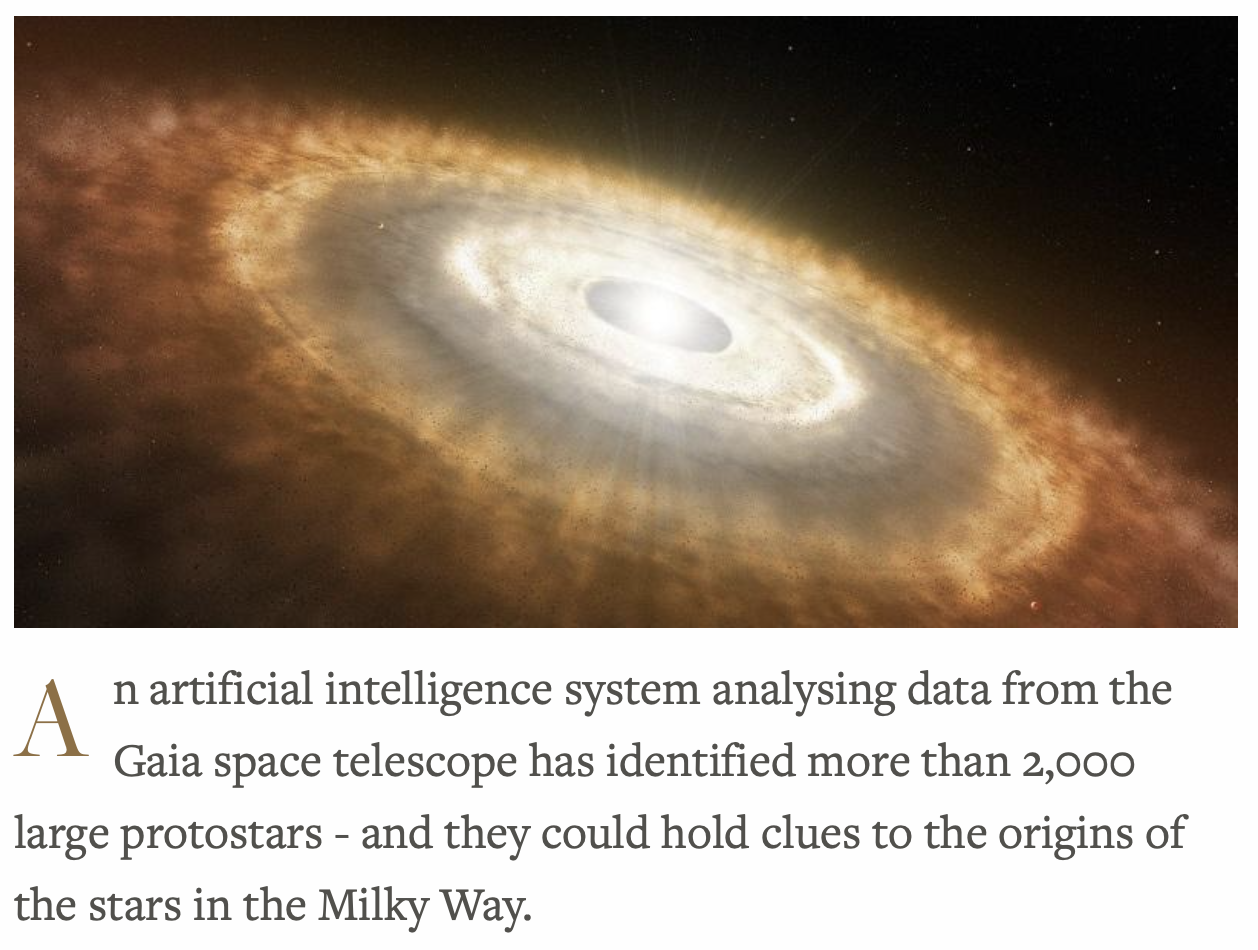 An artificial intelligence system analysing data from the
Gaia space telescope has identified more than 2,000
large protostars - and they could hold clues to the origins of
the stars in the Milky Way.